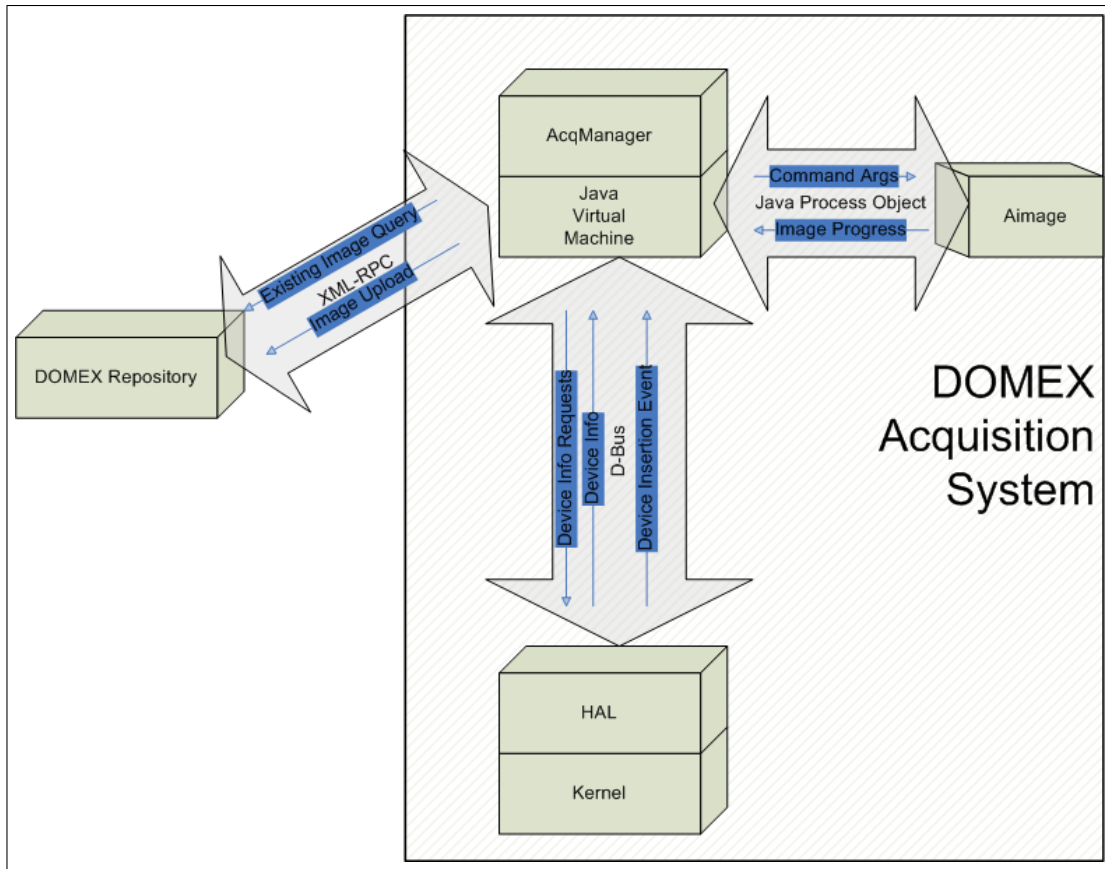 AcqManager
Java
Virtual
Machine
Command Args
Java Process Object
Image Progress
Aimage
Existing Image Query
XML-RPC
Image Upload
DOMEX Repository
Device Info Requests
Device Info
D-Bus
Device Insertion Event
DOMEX
Acquisition
System
HAL
Kernel